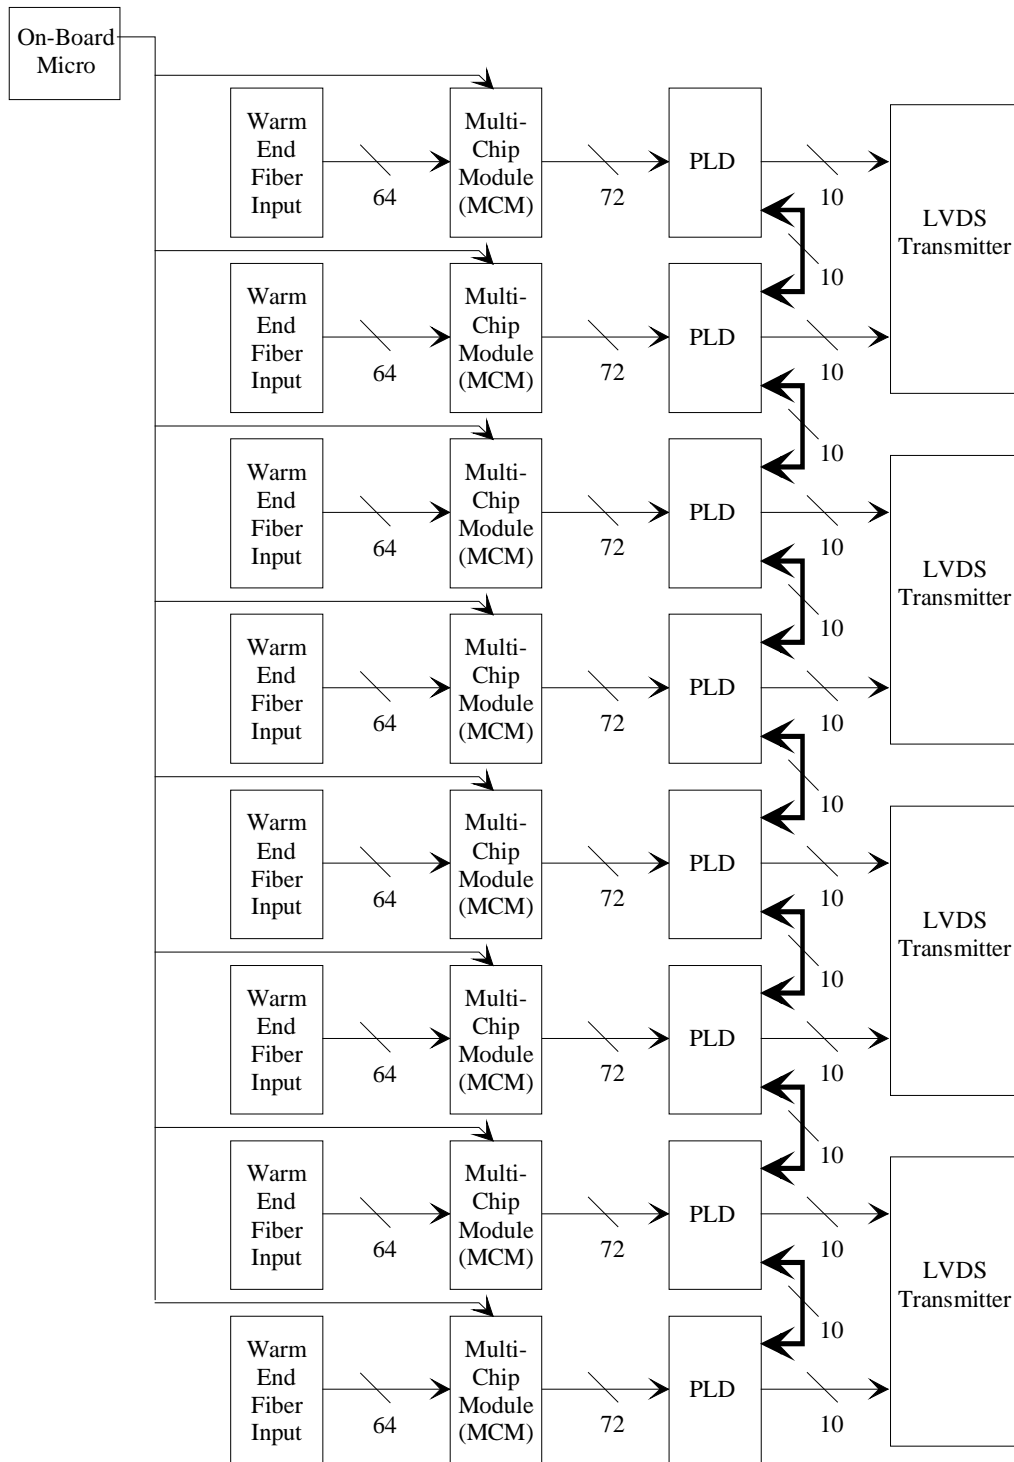 On-Board
Micro
Warm
End
Fiber
Input
64
Multi-
Chip
Module
(MCM)
72
PLD
10
10
LVDS
Transmitter
Warm
End
Fiber
Input
64
Multi-
Chip
Module
(MCM)
72
PLD
10
10
Warm
End
Fiber
Input
64
Multi-
Chip
Module
(MCM)
72
PLD
10
10
LVDS
Transmitter
Warm
End
Fiber
Input
64
Multi-
Chip
Module
(MCM)
72
PLD
10
10
Warm
End
Fiber
Input
64
Multi-
Chip
Module
(MCM)
72
PLD
10
10
LVDS
Transmitter
Warm
End
Fiber
Input
64
Multi-
Chip
Module
(MCM)
72
PLD
10
10
Warm
End
Fiber
Input
64
Multi-
Chip
Module
(MCM)
72
PLD
10
10
LVDS
Transmitter
Warm
End
Fiber
Input
64
Multi-
Chip
Module
(MCM)
72
PLD
10